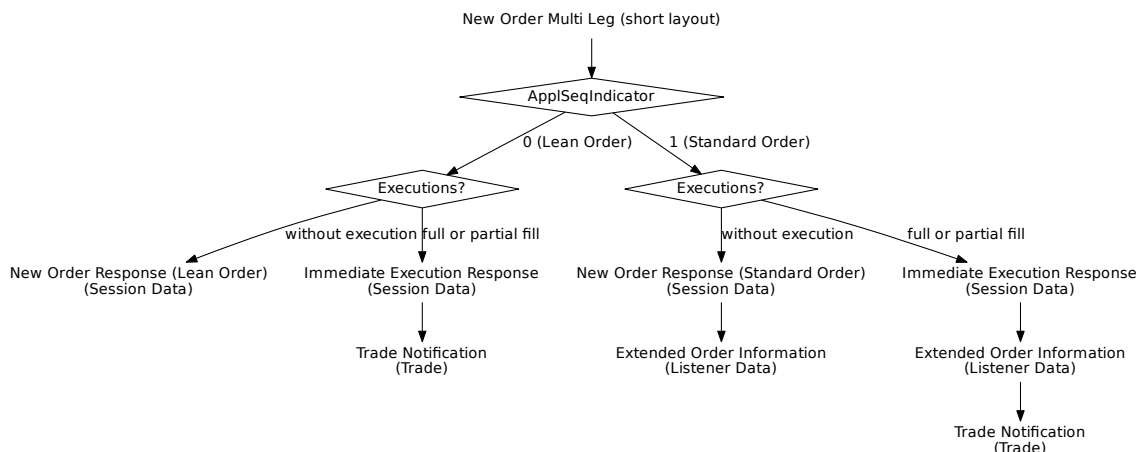 New Order Multi Leg (short layout)
ApplSeqIndicator
0 (Lean Order)
1 (Standard Order)
Executions?
Executions?
without execution
full or partial fill
without execution
full or partial fill
New Order Response (Lean Order)
(Session Data)
Immediate Execution Response
(Session Data)
New Order Response (Standard Order)
(Session Data)
Immediate Execution Response
(Session Data)
Trade Notification
(Trade)
Extended Order Information
(Listener Data)
Extended Order Information
(Listener Data)
Trade Notification
(Trade)